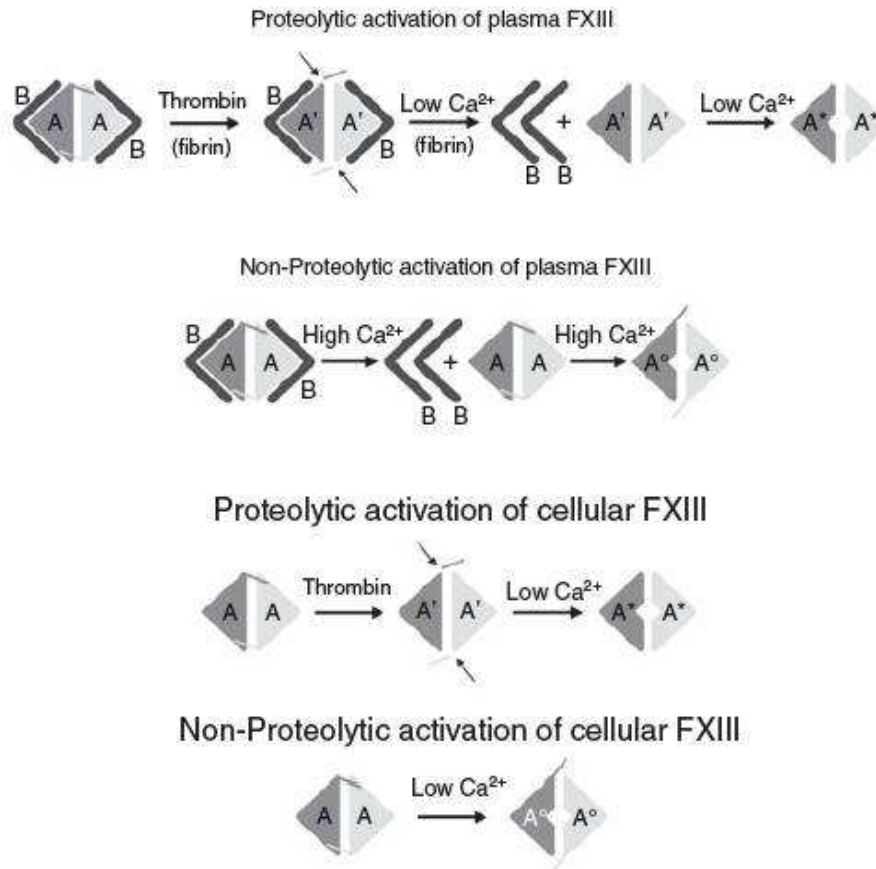 Proteolytic activation of plasma FXIII
B A A B Thrombin (fibrin) B A' A' B Low Ca²⁺ (fibrin) B B + A' A' Low Ca²⁺ A* A*
Non-Proteolytic activation of plasma FXIII
B A A B High Ca²⁺ B B + A A High Ca²⁺ A° A°
Proteolytic activation of cellular FXIII
A A Thrombin A' A' Low Ca²⁺ A* A*
Non-Proteolytic activation of cellular FXIII
A A Low Ca²⁺ A° A°